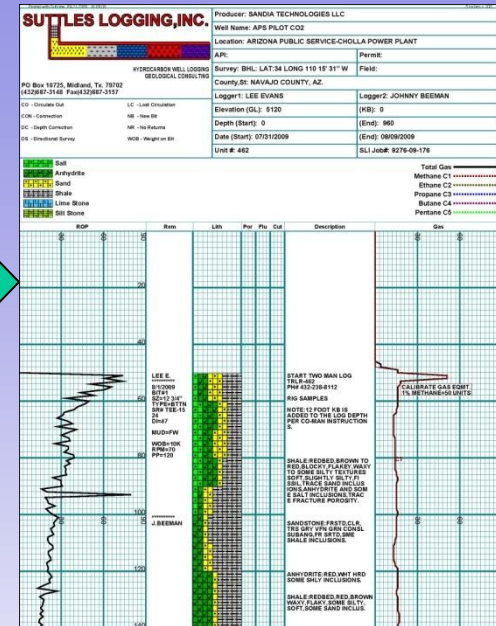 SUTTLES LOGGING,INC.
HYDROCARBON WELL LOGGING
GEOLOGICAL CONSULTING
PO Box 10725, Midland, Tx. 79702
(432)687-3148 Fax(432)687-3157
CO - Circulate Out
LC - Lost Circulation
CON - Connection
NB - New Bit
DC - Depth Correction
NR - No Returns
DS - Directional Survey
WOB - Weight on Bit
Producer: SANDIA TECHNOLOGIES LLC
Well Name: APS PILOT CO2
Location: ARIZONA PUBLIC SERVICE-CHOLLA POWER PLANT
API:
Permit:
Survey: BHL: LAT:34 LONG 110 15' 31" W
Field:
County,St: NAVAJO COUNTY, AZ.
Logger1: LEE EVANS
Logger2: JOHNNY BEEMAN
Elevation (GL): 5120
(KB): 0
Depth (Start): 0
(End): 960
Date (Start): 07/31/2009
(End): 08/09/2009
Unit #: 462
SLI Job#: 9276-09-176
Salt
Anhydrite
Sand
Shale
Lime Stone
Silt Stone
Total Gas
Methane C1
Ethane C2
Propane C3
Butane C4
Pentane C5
ROP
Rem
Lith
Por
Flu
Cut
Description
Gas
20
40
60
80
100
120
140
LEE E.
**********
8/1/2009
BIT#1
SZ=12 3/4"
TYPE=BTTN
SR# TEE-15
24
DI=47
MUD=FW
WOB=10K
RPM=70
PP=120
**********
J.BEEMAN
START TWO MAN LOG
TRLR-462
PH# 432-238-8112
RIG SAMPLES
NOTE:12 FOOT KB IS
ADDED TO THE LOG DEPTH
PER CO-MAN INSTRUCTION
S.
SHALE:REDBED,BROWN TO
RED,BLOCKY,FLAKEY,WAXY
TO SOME SILTY TEXTURES
SOFT,SLIGHTLY SILTY,FI
SSIL,TRACE SAND INCLUS
IONS,ANHYDRITE AND SOM
E SALT INCLUSIONS,TRAC
E FRACTURE POROSITY.
SANDSTONE:FRSTD,CLR,
TRS GRY VFN GRN CONSL
SUBANG,FR SRTD,SME
SHALE INCLUSIONS.
ANHYDRITE:RED,WHT HRD
SOME SHLY INCLUSIONS.
SHALE:REDBED,RED,BROWN
WAXY,FLAKY,SOME SILTY,
SOFT,SOME SAND INCLUS.
CALIBRATE GAS EQMT.
1% METHANE=50 UNITS